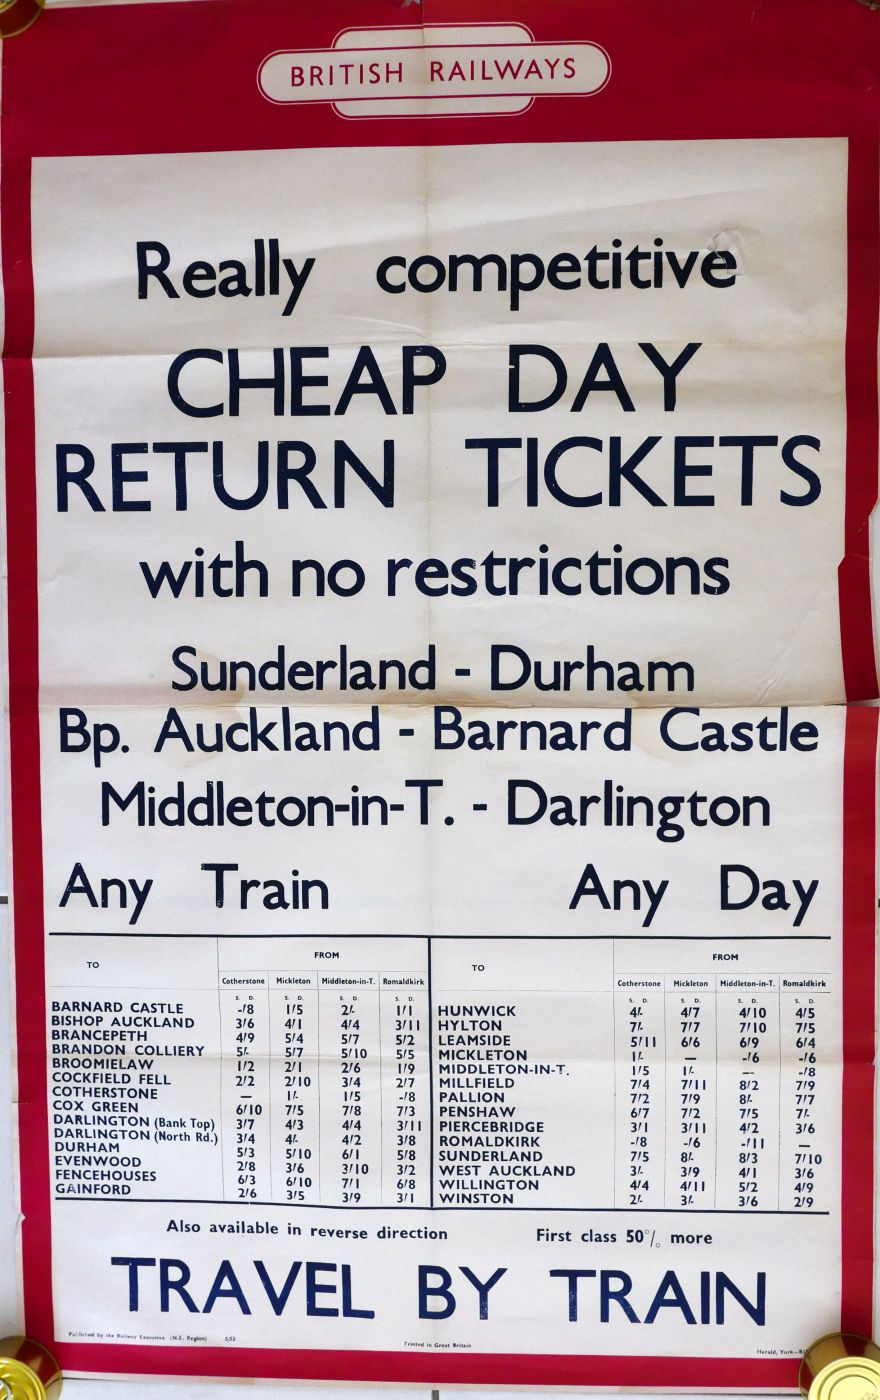 BRITISH RAILWAYS
Really competitive
CHEAP DAY
RETURN TICKETS
with no restrictions
Sunderland - Durham
Bp. Auckland - Barnard Castle
Middleton-in-T. - Darlington
Any Train Any Day
TO FROM
Cotherstone Mickleton Middleton-in-T. Romaldkirk
S. D. S. D. S. D. S. D.
BARNARD CASTLE -/8 1/5 2/- 1/1
BISHOP AUCKLAND 3/6 4/1 4/4 3/11
BRANCEPETH 4/9 5/4 5/7 5/2
BRANDON COLLIERY 5/- 5/7 5/10 5/5
BROOMIELAW 1/2 2/1 2/6 1/9
COCKFIELD FELL 2/2 2/10 3/4 2/7
COTHERSTONE — 1/- 1/5 -/8
COX GREEN 6/10 7/5 7/8 7/3
DARLINGTON (Bank Top) 3/7 4/3 4/4 3/11
DARLINGTON (North Rd.) 3/4 4/- 4/2 3/8
DURHAM 5/3 5/10 6/1 5/8
EVENWOOD 2/8 3/6 3/10 3/2
FENCEHOUSES 6/3 6/10 7/1 6/8
GAINFORD 2/6 3/5 3/9 3/1
TO FROM
Cotherstone Mickleton Middleton-in-T. Romaldkirk
S. D. S. D. S. D. S. D.
HUNWICK 4/- 4/7 4/10 4/5
HYLTON 7/- 7/7 7/10 7/5
LEAMSIDE 5/11 6/6 6/9 6/4
MICKLETON 1/- — -/6 -/6
MIDDLETON-IN-T. 1/5 1/- — -/8
MILLFIELD 7/4 7/11 8/2 7/9
PALLION 7/2 7/9 8/- 7/7
PENSHAW 6/7 7/2 7/5 7/-
PIERCEBRIDGE 3/1 3/11 4/2 3/6
ROMALDKIRK -/8 -/6 -/11 —
SUNDERLAND 7/5 8/- 8/3 7/10
WEST AUCKLAND 3/- 3/9 4/1 3/6
WILLINGTON 4/4 4/11 5/2 4/9
WINSTON 2/- 3/- 3/6 2/9
Also available in reverse direction First class 50% more
TRAVEL BY TRAIN
Published by the Railway Executive (N.E. Region) 5/53 Printed in Great Britain Herald, York—